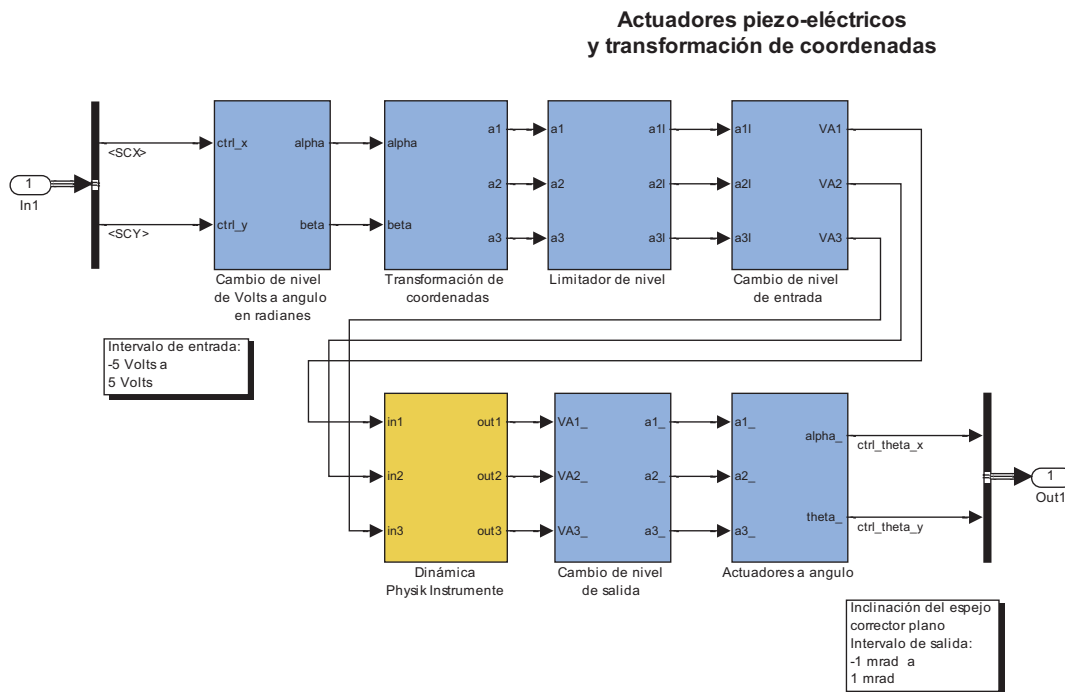 Actuadores piezo-eléctricos
y transformación de coordenadas
1
In1
<SCX>
<SCY>
ctrl_x
ctrl_y
alpha
beta
Cambio de nivel
de Volts a angulo
en radianes
alpha
beta
a1
a2
a3
Transformación de
coordenadas
a1
a2
a3
a1l
a2l
a3l
Limitador de nivel
a1l
a2l
a3l
VA1
VA2
VA3
Cambio de nivel
de entrada
Intervalo de entrada:
-5 Volts a
5 Volts
in1
in2
in3
out1
out2
out3
Dinámica
Physik Instrumente
VA1_
VA2_
VA3_
a1_
a2_
a3_
Cambio de nivel
de salida
a1_
a2_
a3_
alpha_
theta_
Actuadores a angulo
ctrl_theta_x
ctrl_theta_y
1
Out1
Inclinación del espejo
corrector plano
Intervalo de salida:
-1 mrad a
1 mrad